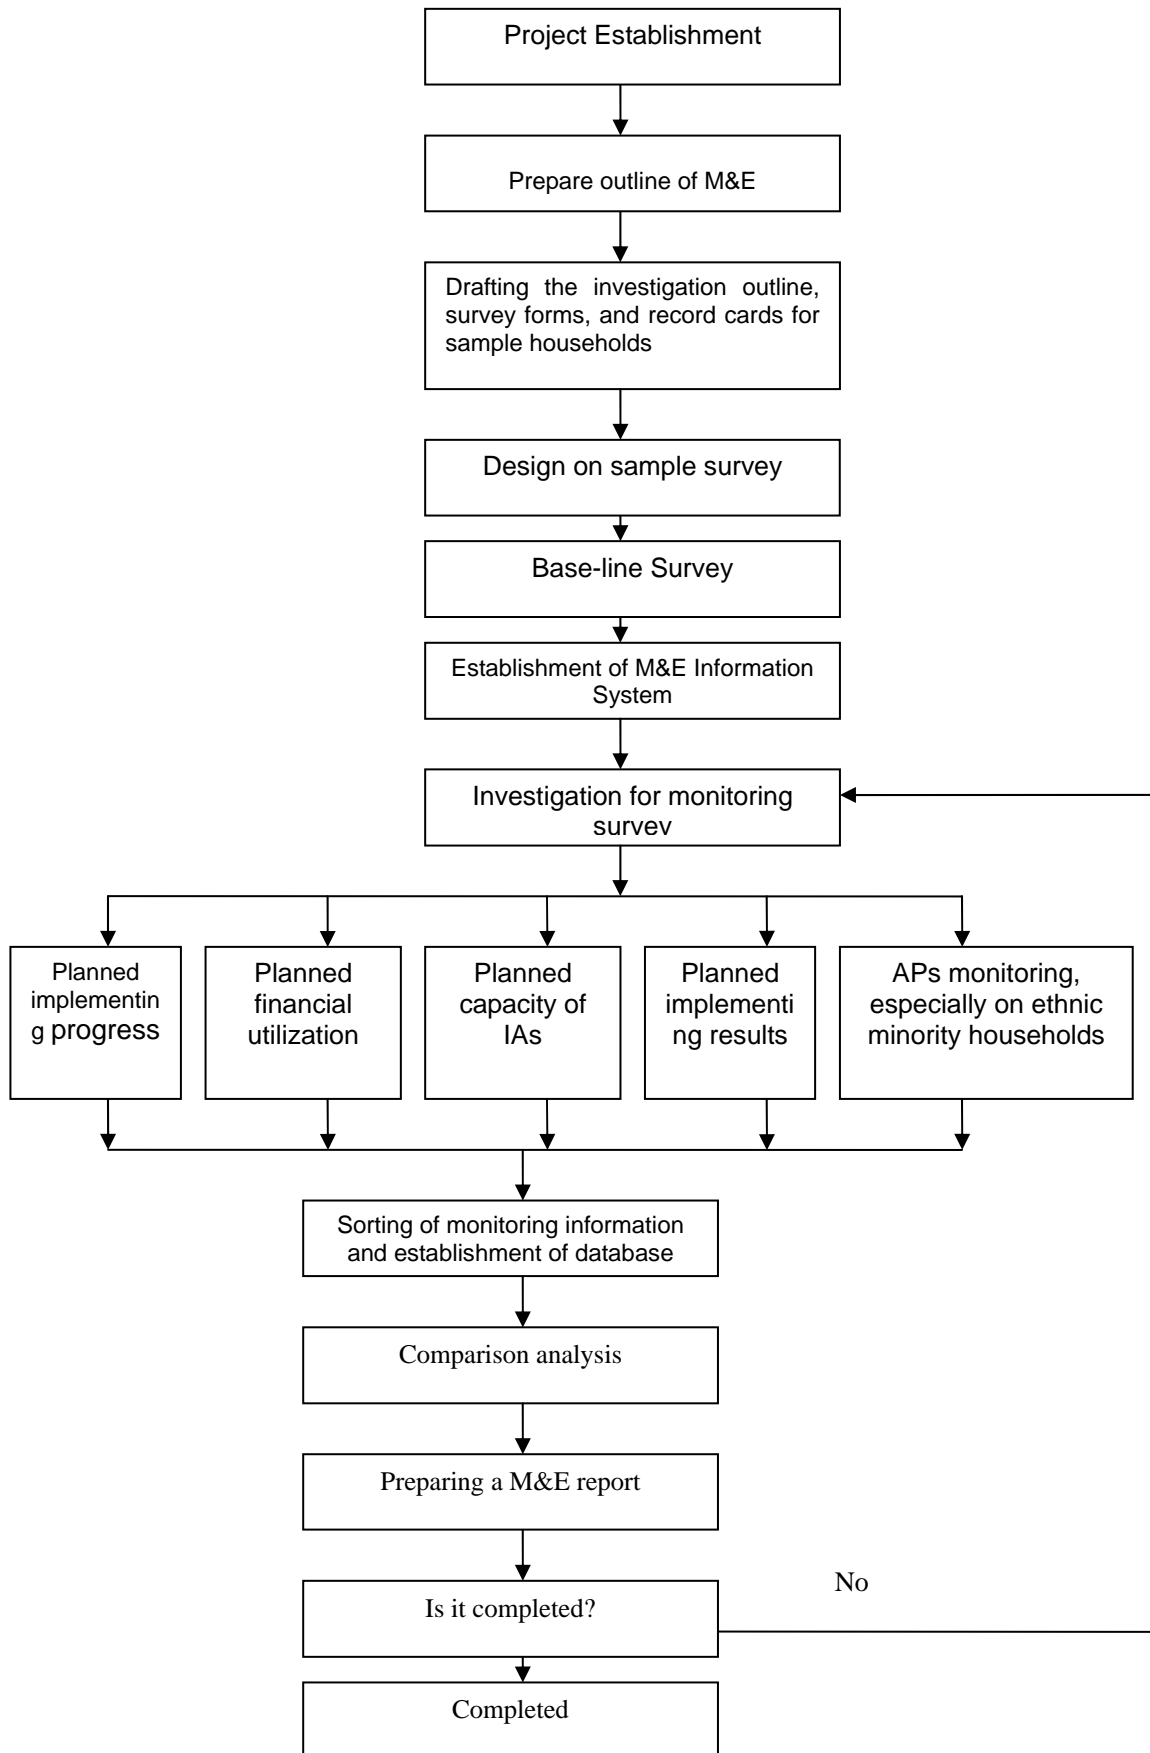 Project Establishment
Prepare outline of M&E
Drafting the investigation outline,
survey forms, and record cards for
sample households
Design on sample survey
Base-line Survey
Establishment of M&E Information
System
Investigation for monitoring
survey
Planned
implementin
g progress
Planned
financial
utilization
Planned
capacity of
IAs
Planned
implementi
ng results
APs monitoring,
especially on ethnic
minority households
Sorting of monitoring information
and establishment of database
Comparison analysis
Preparing a M&E report
No
Is it completed?
Completed